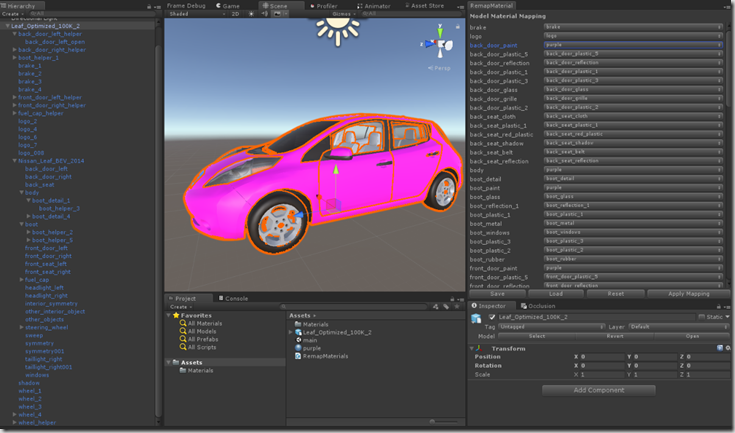 Hierarchy
Create
All
Leaf_Optimized_100K_2
back_door_left_helper
back_door_left_open
back_door_right_helper
boot_helper_1
brake_1
brake_2
brake_3
brake_4
front_door_left_helper
front_door_right_helper
fuel_cap_helper
logs_2
logs_4
logs_6
logs_7
logs_008
Nissan_Leaf_BEV_2014
back_door_left
back_door_right
back_seat
body
boot_detail_1
boot_helper_3
boot_detail_4
boot
boot_helper_2
boot_helper_5
front_door_left
front_door_right
front_seat_left
front_seat_right
fuel_cap
headlight_left
headlight_right
interior_symmetry
other_interior_object
other_objects
steering_wheel
sweep
symmetry
symmetry001
taillight_right
taillight_right001
windows
shadow
wheel_1
wheel_2
wheel_3
wheel_4
wheel_helper
Frame Debug
Game
Scene
Profiler
Animator
Asset Store
Shaded
2D
Gizmos
All
y
Persp
Project
Console
Create
Favorites
All Materials
All Models
All Prefabs
All Scripts
Assets
Materials
Assets
Materials
Leaf_Optimized_100K_2
main
purple
RemapMaterials
RemapMaterial
Model Material Mapping
brake brake
logs logs
back_door_paint purple
back_door_plastic_5 back_door_plastic_5
back_door_reflection back_door_reflection
back_door_plastic_1 back_door_plastic_1
back_door_plastic_3 back_door_plastic_3
back_door_glass back_door_glass
back_door_grille back_door_grille
back_door_plastic_2 back_door_plastic_2
back_seat_cloth back_seat_cloth
back_seat_plastic_1 back_seat_plastic_1
back_seat_red_plastic back_seat_red_plastic
back_seat_shadow back_seat_shadow
back_seat_belt back_seat_belt
back_seat_reflection back_seat_reflection
body purple
boot_detail boot_detail
boot_paint purple
boot_glass boot_glass
boot_reflection_1 boot_reflection_1
boot_plastic_1 boot_plastic_1
boot_metal boot_metal
boot_windows boot_windows
boot_plastic_3 boot_plastic_3
boot_plastic_2 boot_plastic_2
boot_rubber boot_rubber
front_door_paint purple
front_door_plastic_5 front_door_plastic_5
front_door_reflection front_door_reflection
Save Load Reset Apply Mapping
Inspector
Occlusion
Leaf_Optimized_100K_2
Static
Tag Untagged Layer Default
Model Select Revert Open
Transform
Position X 0 Y 0 Z 0
Rotation X 0 Y 0 Z 0
Scale X 1 Y 1 Z 1
Add Component